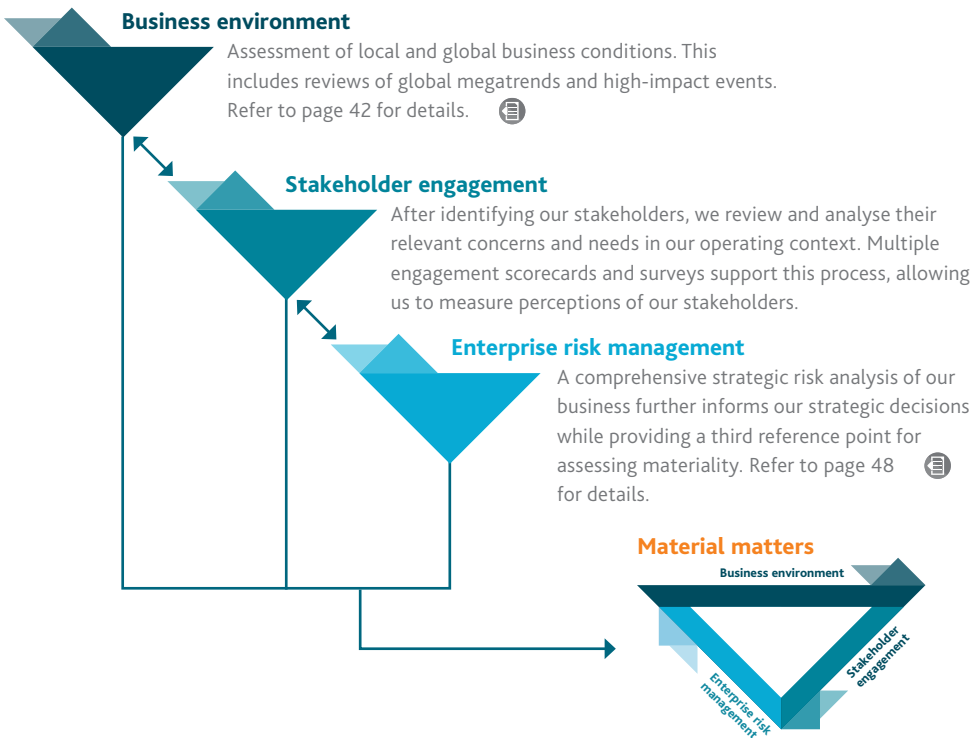 Business environment
Assessment of local and global business conditions. This
includes reviews of global megatrends and high-impact events.
Refer to page 42 for details.
Stakeholder engagement
After identifying our stakeholders, we review and analyse their
relevant concerns and needs in our operating context. Multiple
engagement scorecards and surveys support this process, allowing
us to measure perceptions of our stakeholders.
Enterprise risk management
A comprehensive strategic risk analysis of our
business further informs our strategic decisions
while providing a third reference point for
assessing materiality. Refer to page 48
for details.
Material matters
Business environment
Stakeholder
engagement
Enterprise risk
management